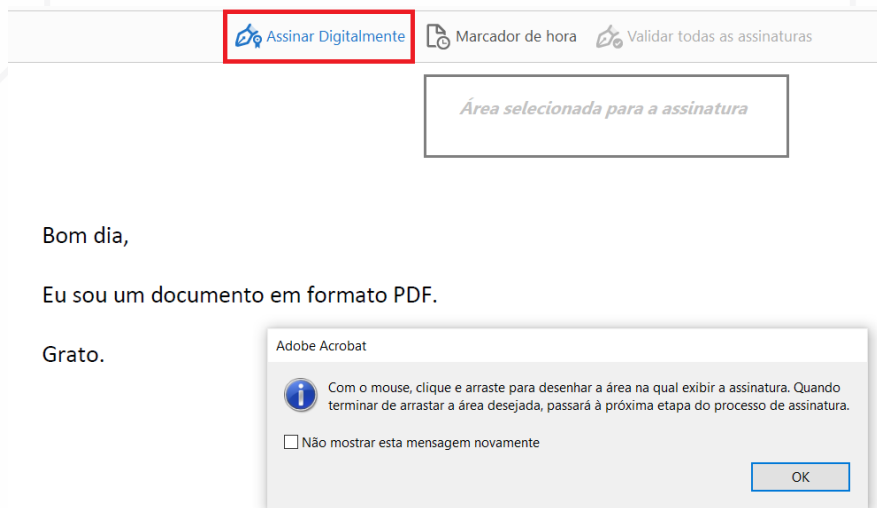 Assinar Digitalmente Marcador de hora Validar todas as assinaturas
Área selecionada para a assinatura
Bom dia,
Eu sou um documento em formato PDF.
Grato.
Adobe Acrobat
Com o mouse, clique e arraste para desenhar a área na qual exibir a assinatura. Quando
terminar de arrastar a área desejada, passará à próxima etapa do processo de assinatura.
Não mostrar esta mensagem novamente
OK